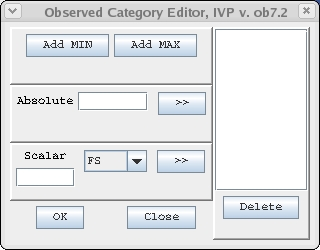 Observed Category Editor, IVP v. ob7.2
Add MIN Add MAX
Absolute >>
Scalar FS >>
Delete
OK Close